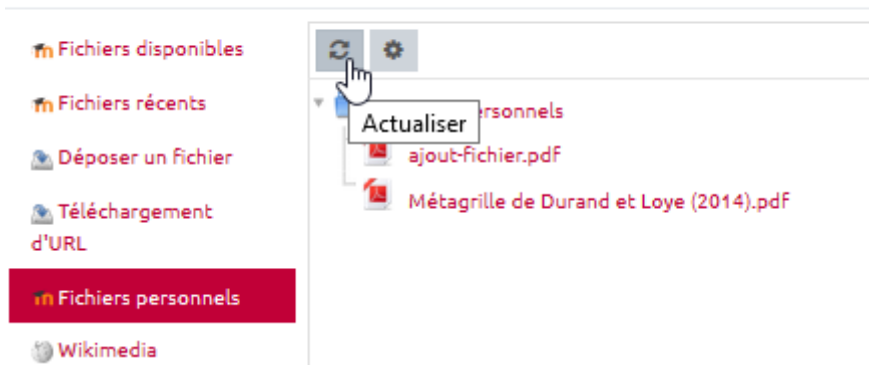 Fichiers disponibles
Fichiers récents
Déposer un fichier
Téléchargement
d'URL
Fichiers personnels
Wikimedia
Actualiser
ajout-fichier.pdf
Métagrille de Durand et Loye (2014).pdf